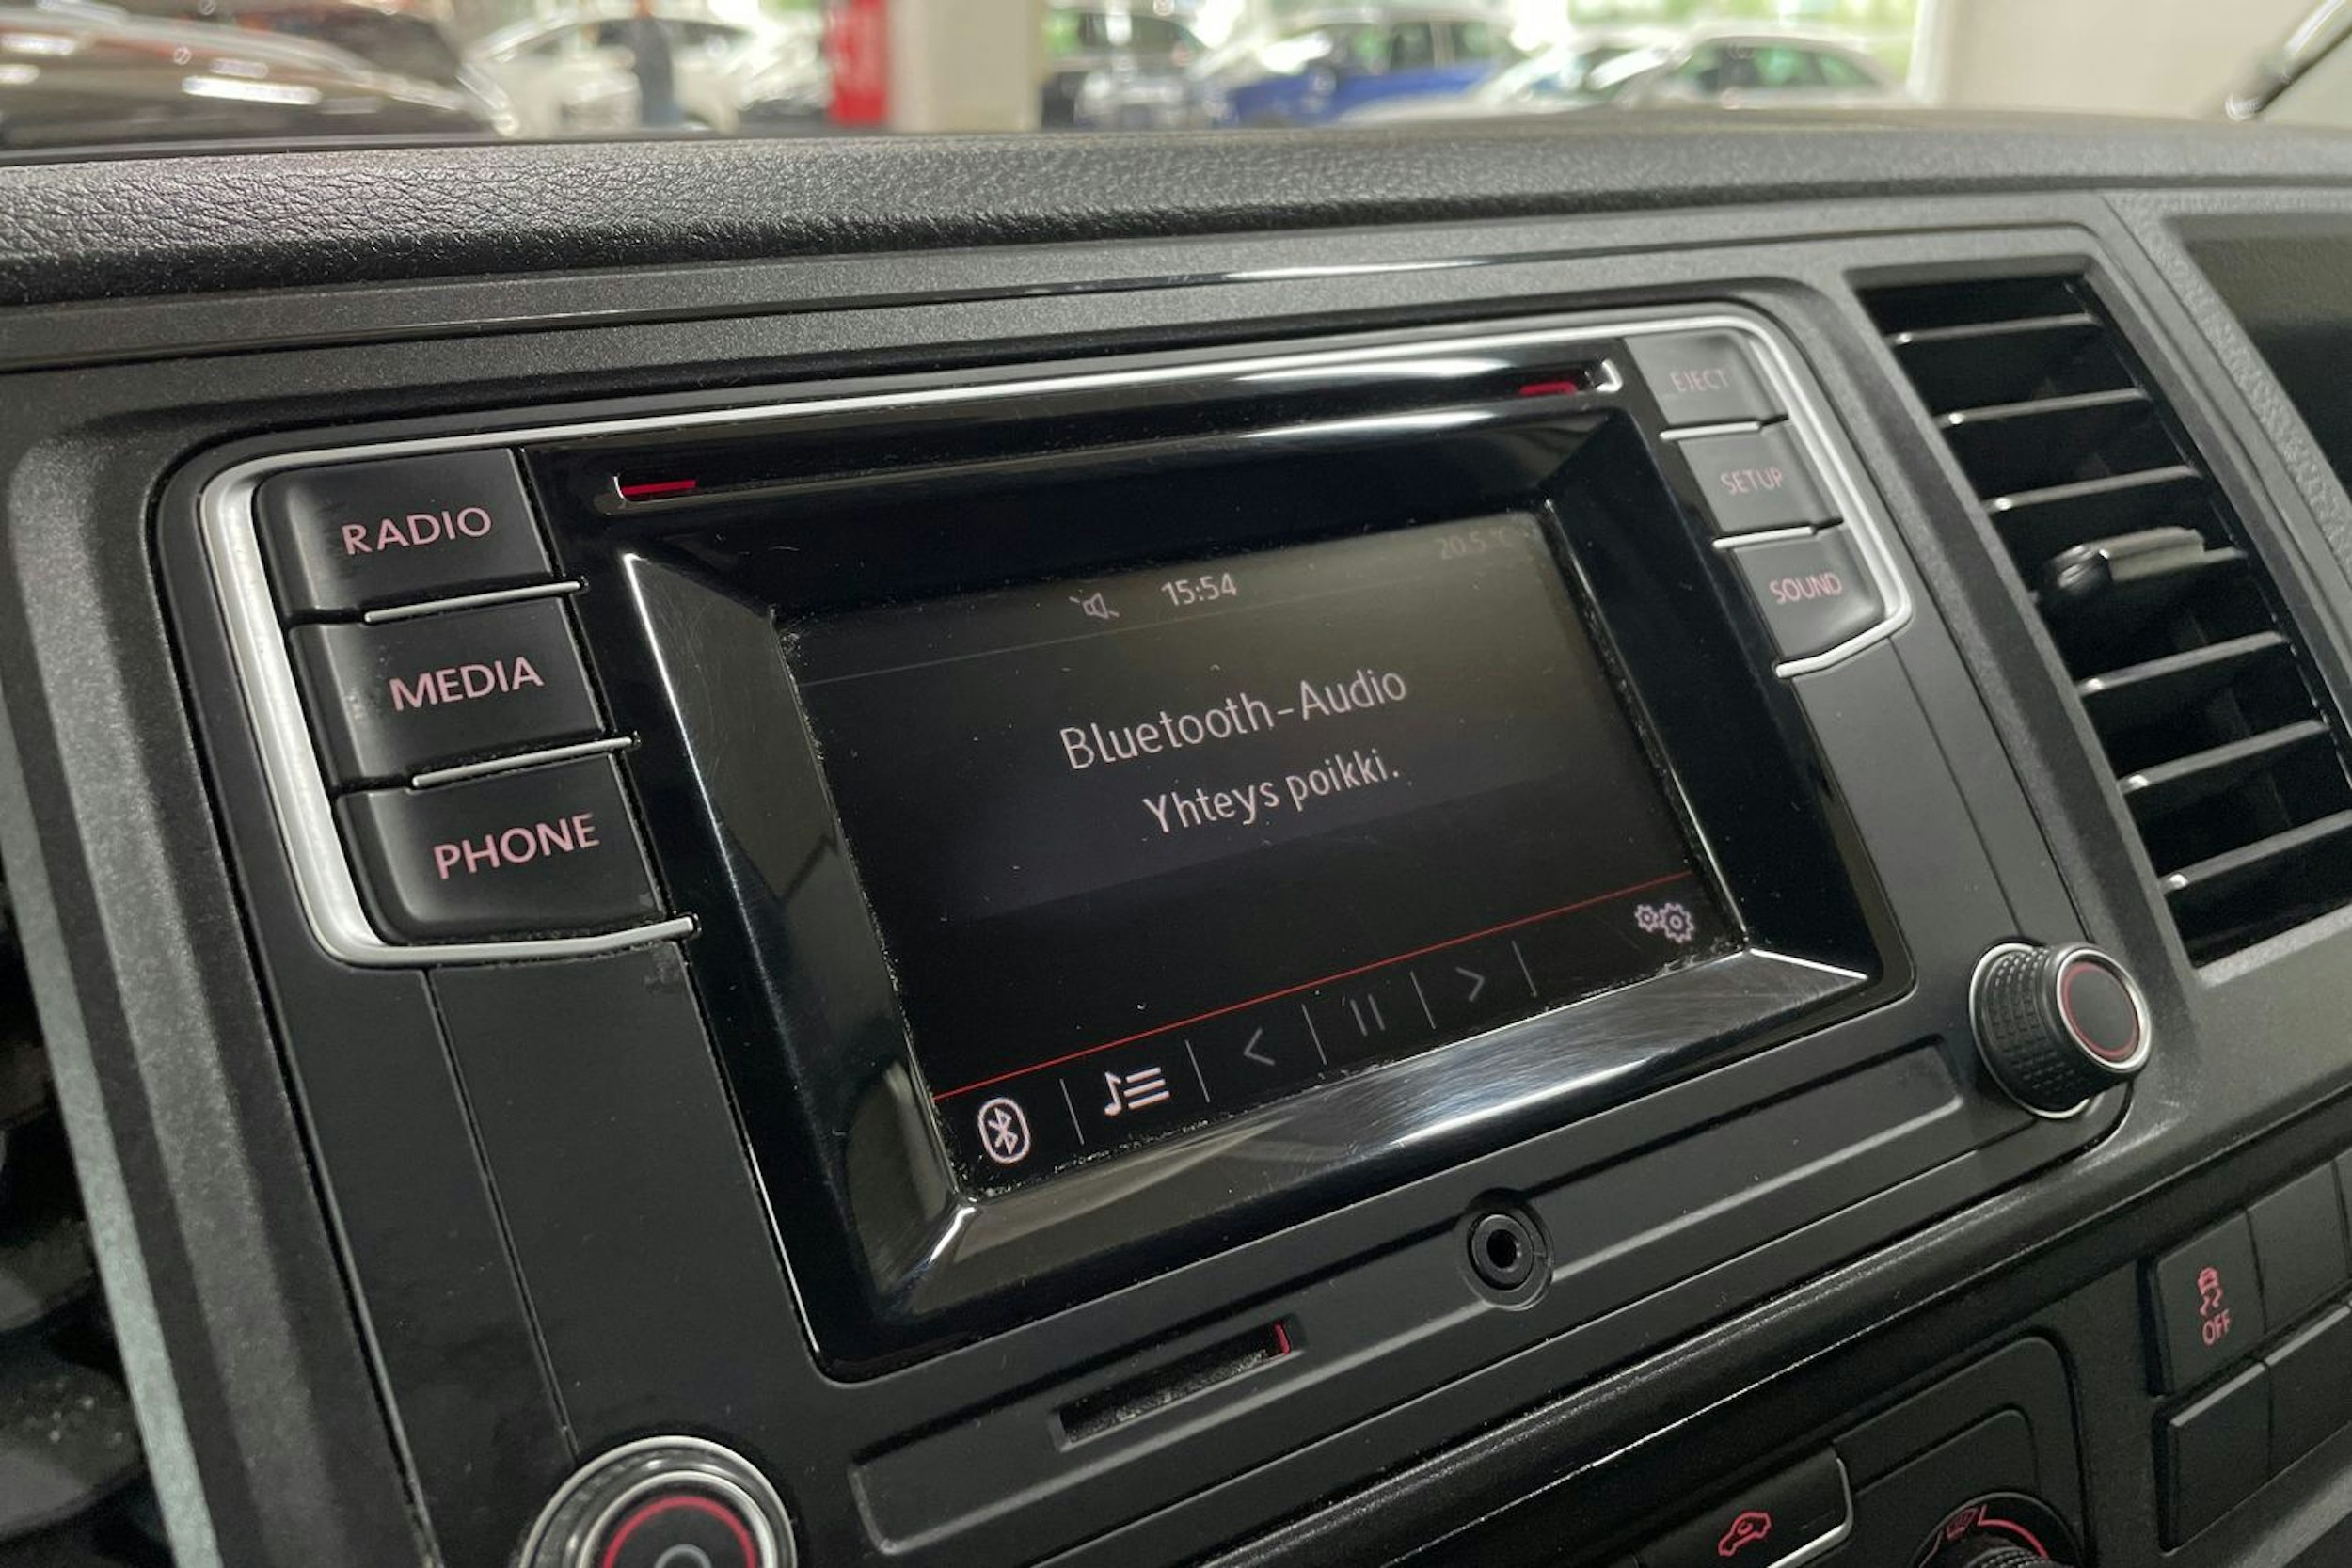 RADIO
MEDIA
PHONE
EJECT
SETUP
SOUND
15:54
20.5°C
Bluetooth-Audio
Yhteys poikki.
OFF